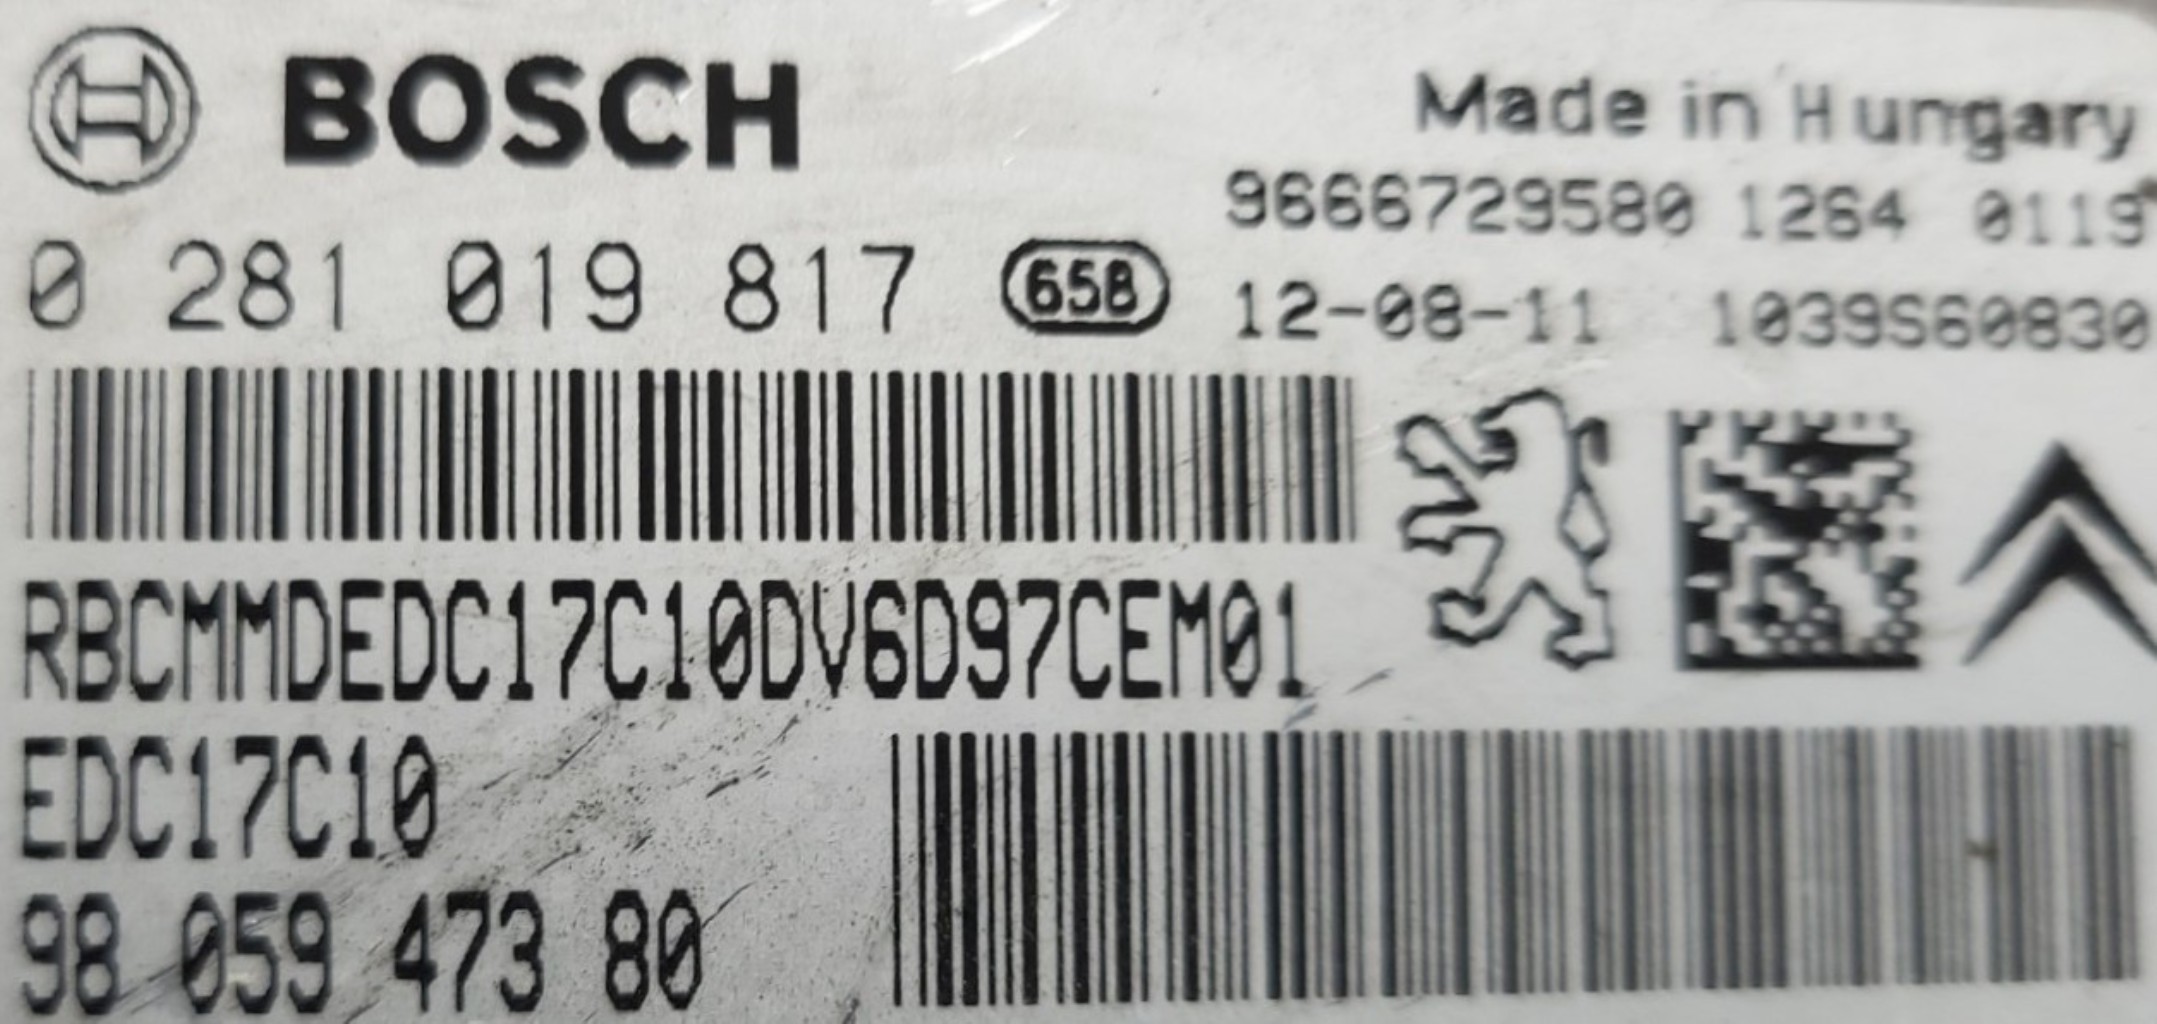 BOSCH
Made in Hungary
9666729580 1264 0119
0 281 019 817 658
12-08-11 1039S60830
RBCMMDEDC17C10DV6D97CEM01
EDC17C10
98 059 473 80